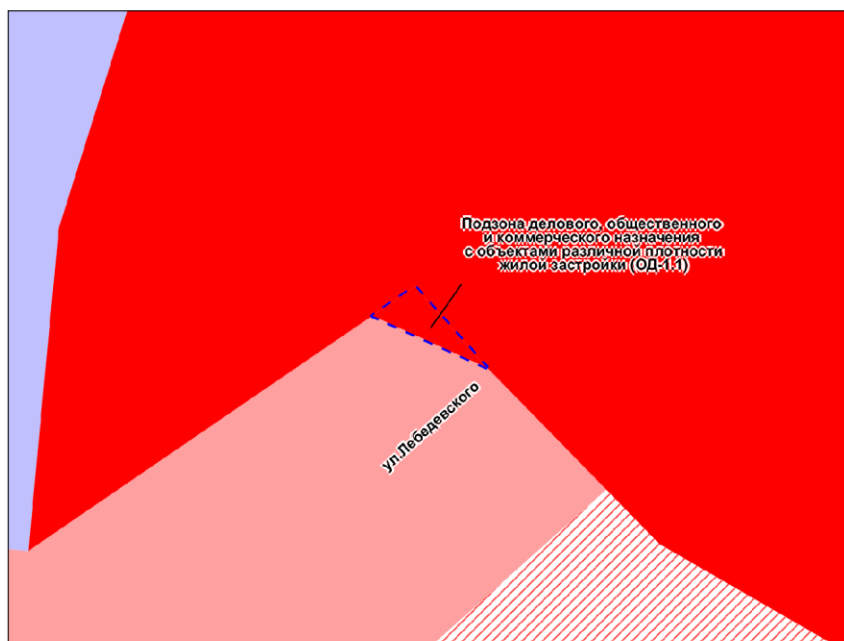 Подзона делового, общественного
и коммерческого назначения
с объектами различной плотности
жилой застройки (ОД-1.1)
ул.Лебедевского